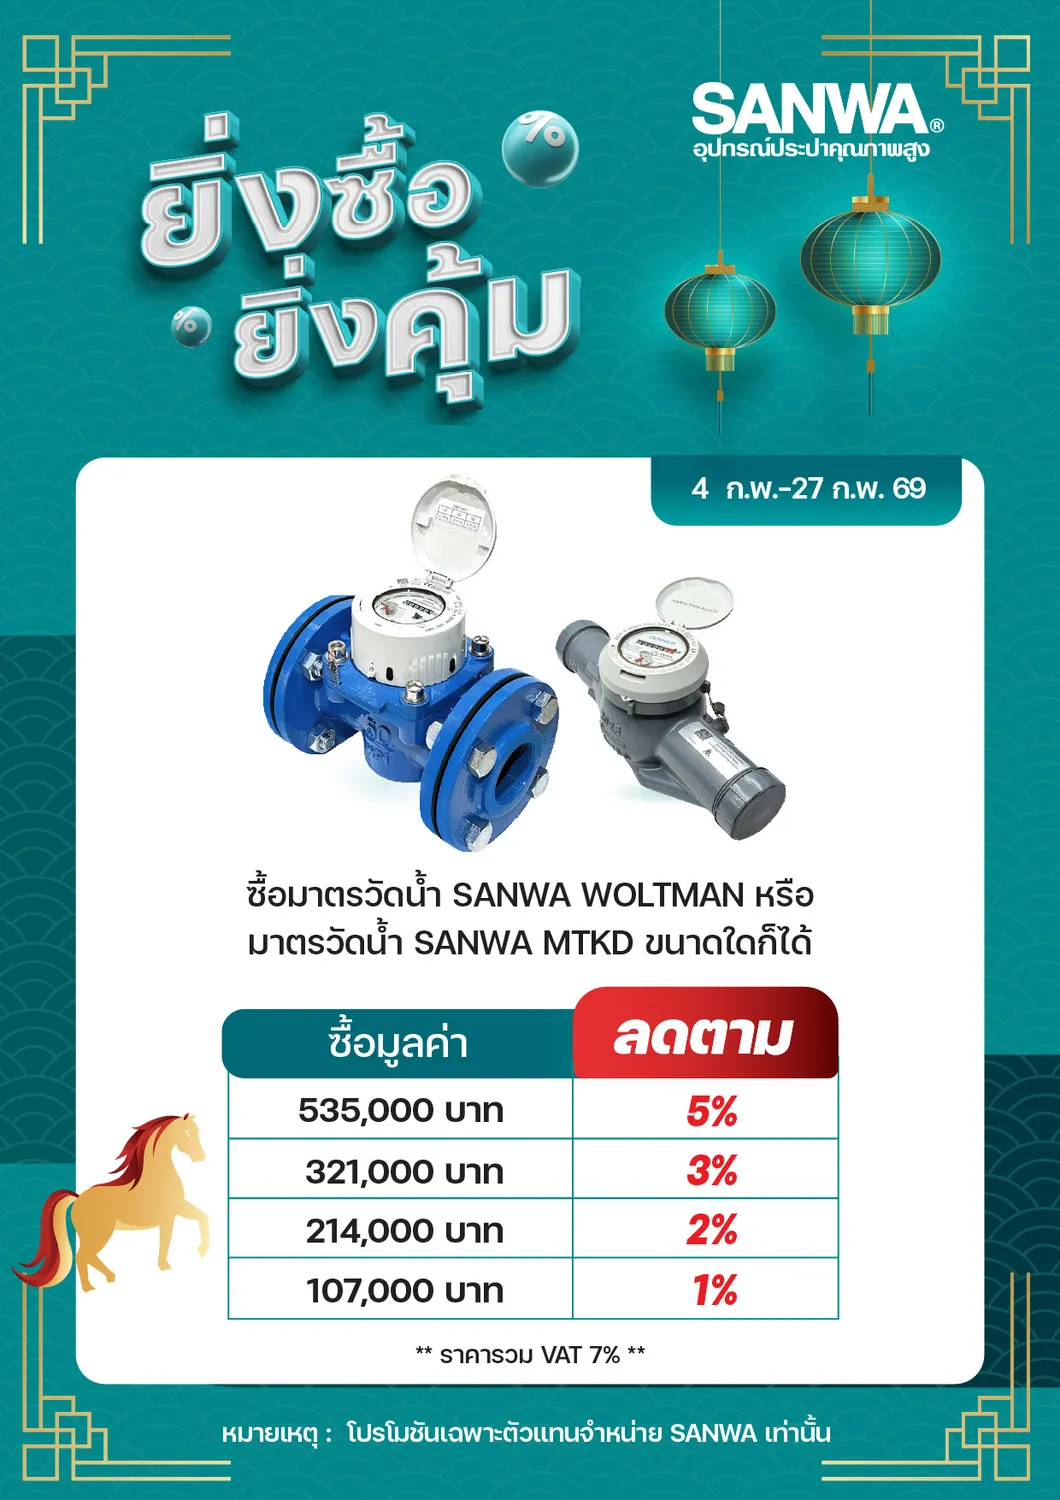 SANWA®
อุปกรณ์ประปาคุณภาพสูง
ยิ่งซื้อ
ยิ่งคุ้ม
%
%
4 ก.พ.-27 ก.พ. 69
50
ซื้อมาตรวัดน้ำ SANWA WOLTMAN หรือ
มาตรวัดน้ำ SANWA MTKD ขนาดใดก็ได้
ซื้อมูลค่า ลดตาม
535,000 บาท 5%
321,000 บาท 3%
214,000 บาท 2%
107,000 บาท 1%
** ราคารวม VAT 7% **
หมายเหตุ : โปรโมชันเฉพาะตัวแทนจำหน่าย SANWA เท่านั้น